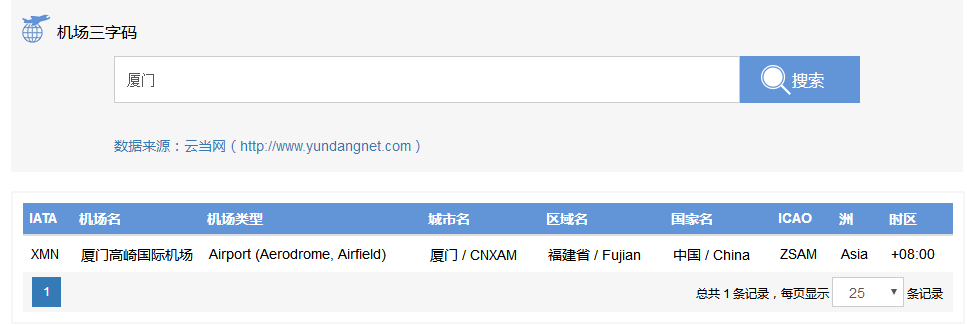 机场三字码
厦门
搜索
数据来源：云当网（http://www.yundangnet.com）
IATA 机场名 机场类型 城市名 区域名 国家名 ICAO 洲 时区
XMN 厦门高崎国际机场 Airport (Aerodrome, Airfield) 厦门 / CNXAM 福建省 / Fujian 中国 / China ZSAM Asia +08:00
1 总共 1 条记录，每页显示 25 条记录